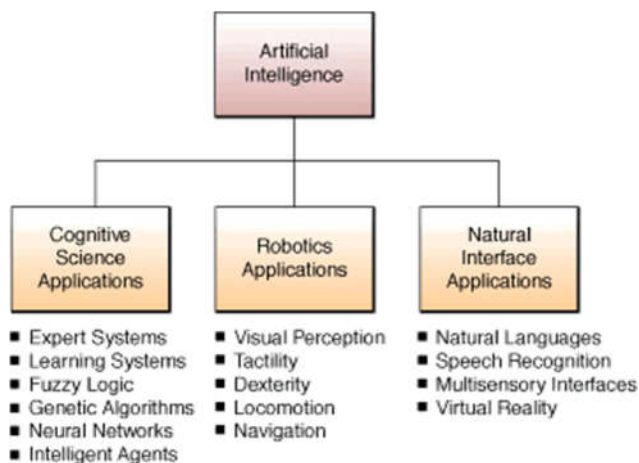 Artificial
Intelligence
Cognitive
Science
Applications
Robotics
Applications
Natural
Interface
Applications
■ Expert Systems
■ Learning Systems
■ Fuzzy Logic
■ Genetic Algorithms
■ Neural Networks
■ Intelligent Agents
■ Visual Perception
■ Tactility
■ Dexterity
■ Locomotion
■ Navigation
■ Natural Languages
■ Speech Recognition
■ Multisensory Interfaces
■ Virtual Reality